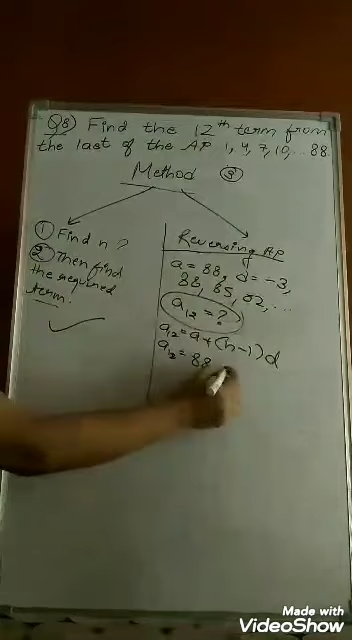 Q8) Find the 12th term from
the last of the AP 1, 4, 7, 10, ... 88.
Method ③
① Find n?
② Then find
the required
term.
Reversing AP
a = 88, d = -3,
88, 85, 82, ...
a12 = ?
a12 = a + (n-1)d
a12 = 88
Made with
VideoShow